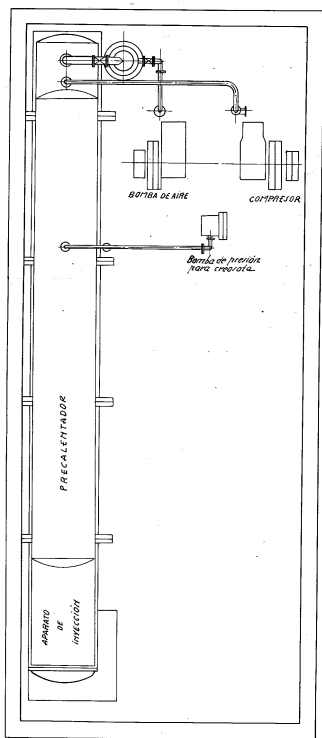 BOMBA DE AIRE
COMPRESOR
Bomba de presión
para creosota
PRECALENTADOR
APARATO
DE
INYECCIÓN